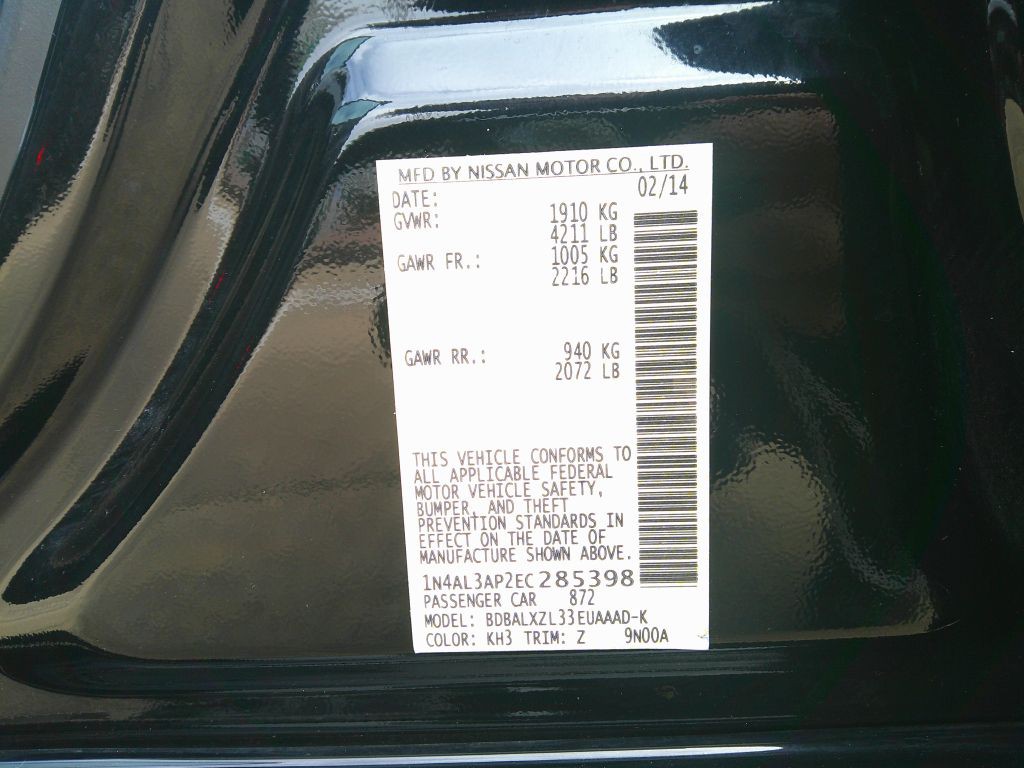 MFD BY NISSAN MOTOR CO., LTD.
DATE: 02/14
GVWR: 1910 KG
4211 LB
GAWR FR.: 1005 KG
2216 LB
GAWR RR.: 940 KG
2072 LB
THIS VEHICLE CONFORMS TO
ALL APPLICABLE FEDERAL
MOTOR VEHICLE SAFETY,
BUMPER, AND THEFT
PREVENTION STANDARDS IN
EFFECT ON THE DATE OF
MANUFACTURE SHOWN ABOVE.
1N4AL3AP2EC285398
PASSENGER CAR 872
MODEL: BDBALXZL33EUAAAD-K
COLOR: KH3 TRIM: Z 9N00A